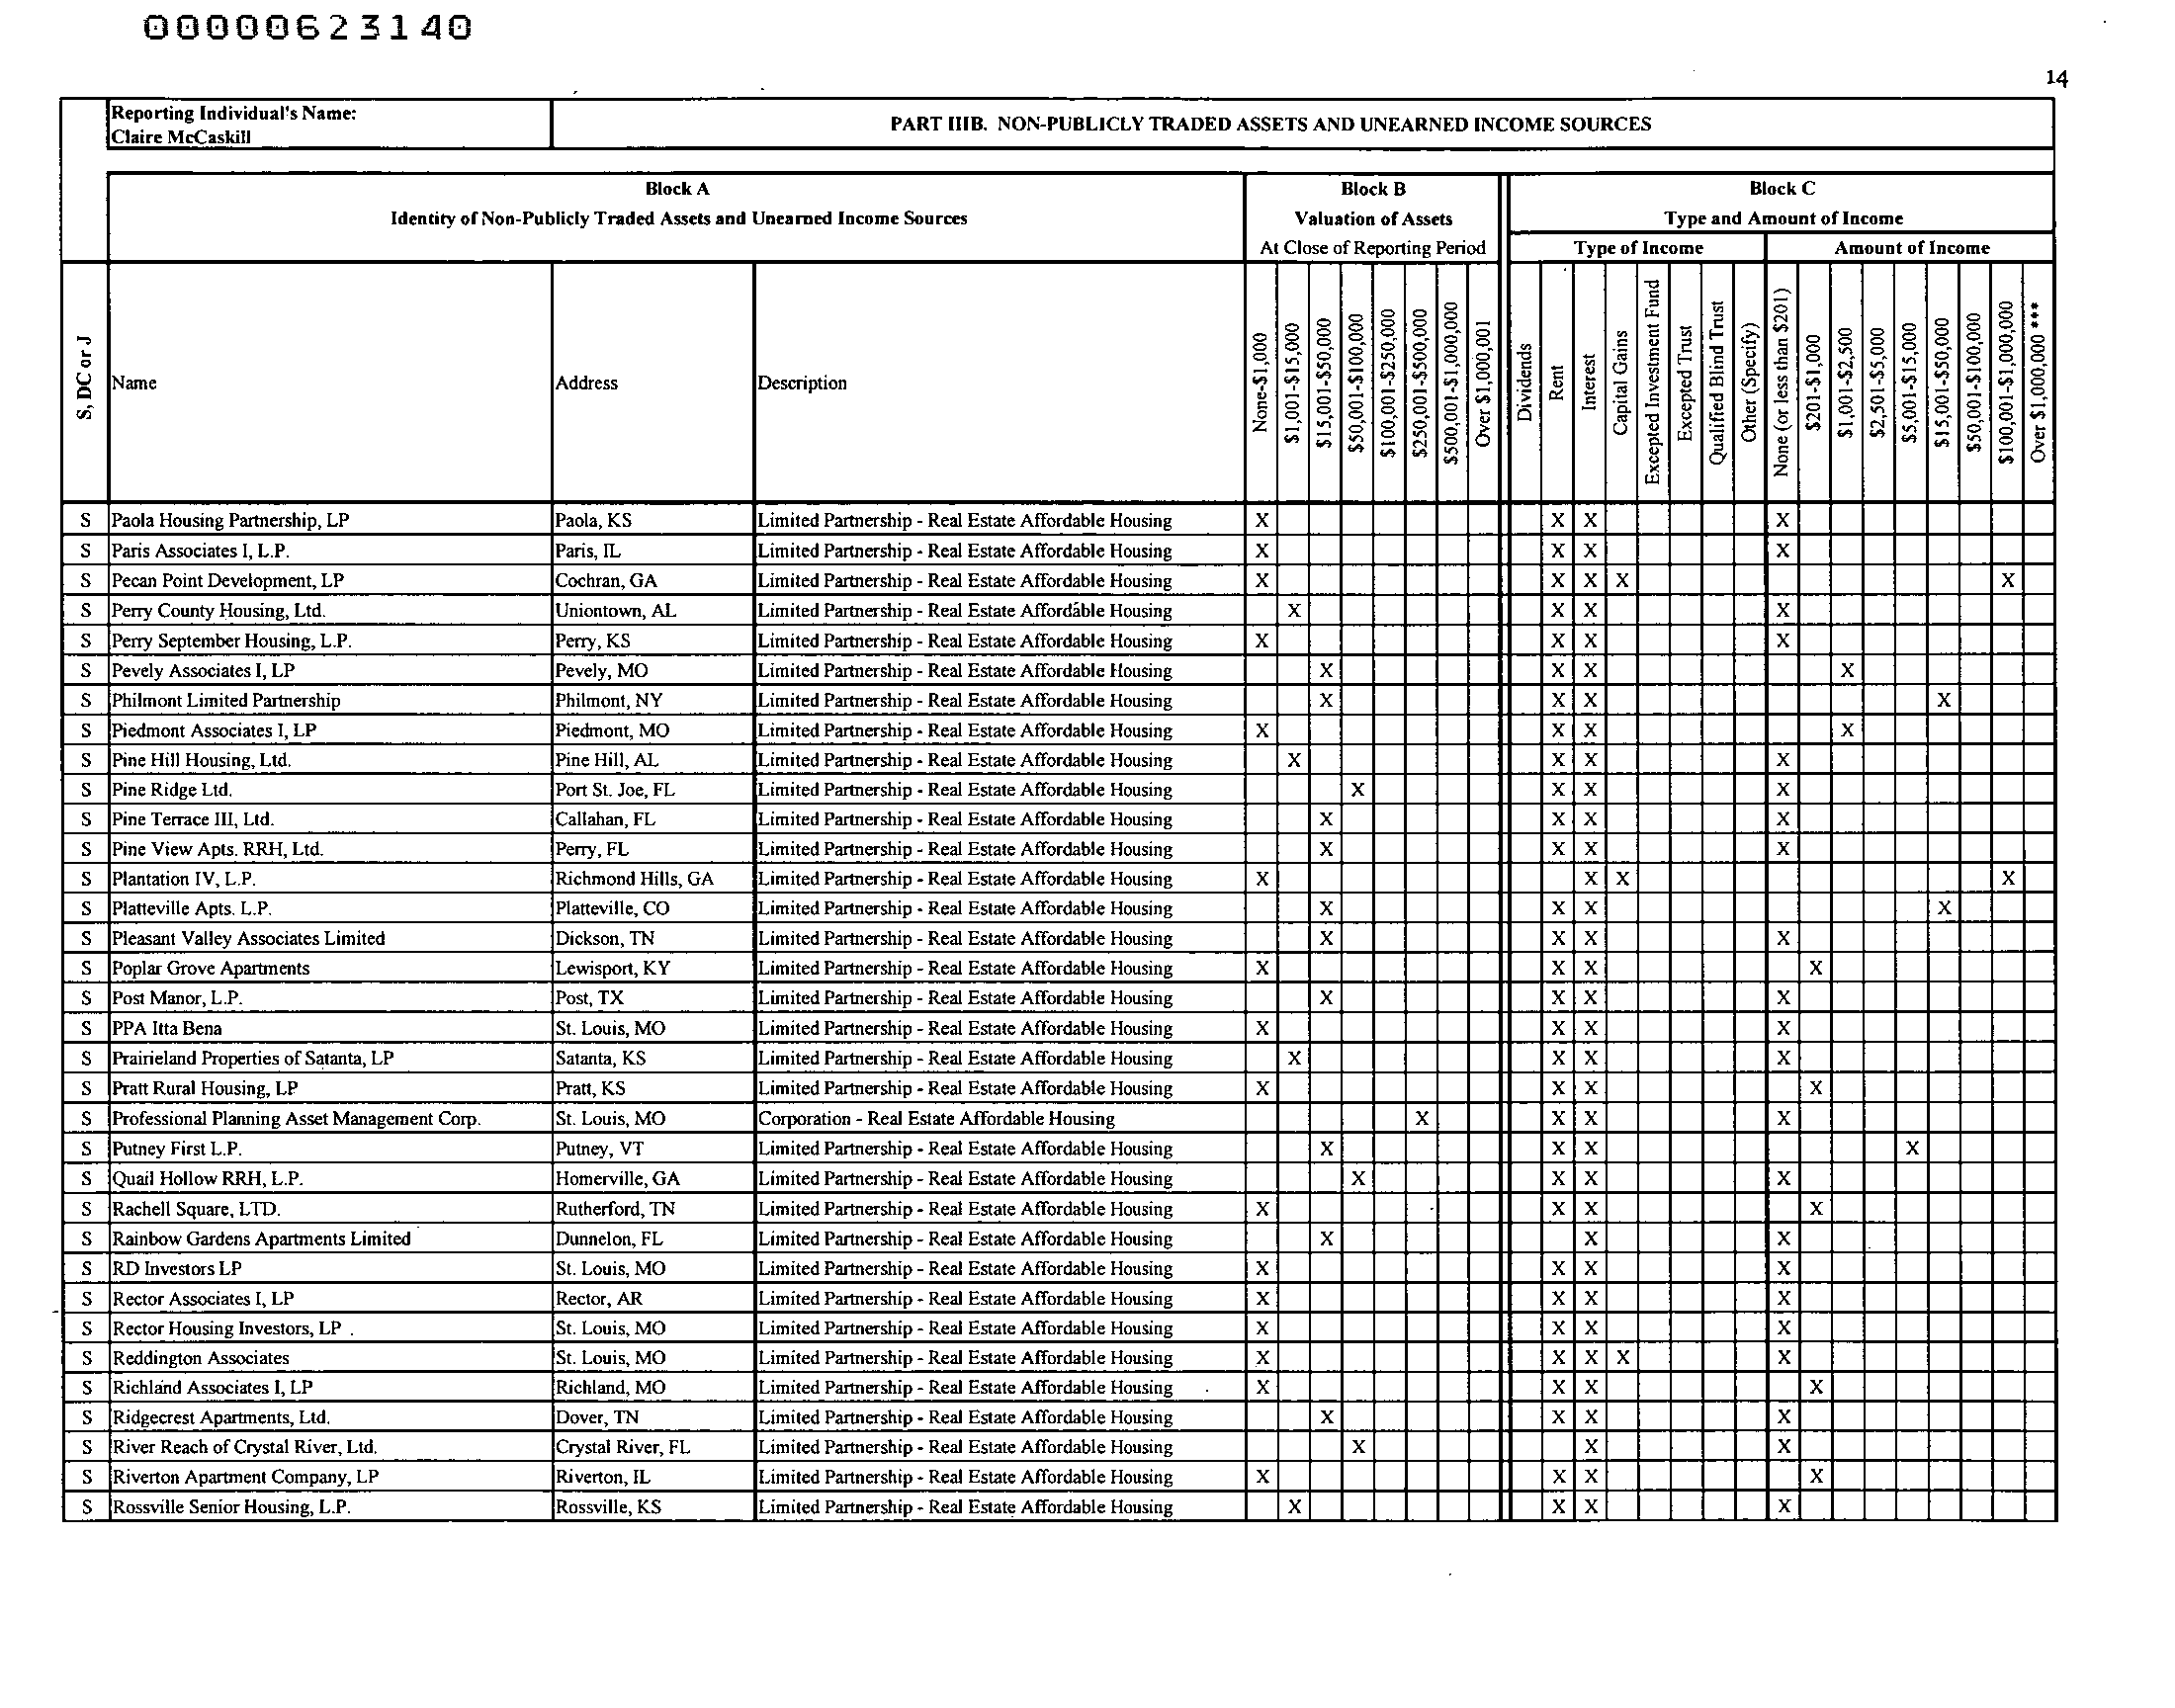 00000623140
14
Reporting Individual's Name:
Claire McCaskill
PART IIIB. NON-PUBLICLY TRADED ASSETS AND UNEARNED INCOME SOURCES
Block A
Identity of Non-Publicly Traded Assets and Unearned Income Sources
Block B
Valuation of Assets
At Close of Reporting Period
Block C
Type and Amount of Income
Type of Income
Amount of Income
S, DC or J
Name
Address
Description
None-$1,000
$1,001-$15,000
$15,001-$50,000
$50,001-$100,000
$100,001-$250,000
$250,001-$500,000
$500,001-$1,000,000
Over $1,000,001
Dividends
Rent
Interest
Capital Gains
Excepted Investment Fund
Excepted Trust
Qualified Blind Trust
Other (Specify)
None (or less than $201)
$201-$1,000
$1,001-$2,500
$2,501-$5,000
$5,001-$15,000
$15,001-$50,000
$50,001-$100,000
$100,001-$1,000,000
Over $1,000,000 ***
S Paola Housing Partnership, LP Paola, KS Limited Partnership - Real Estate Affordable Housing X X X X
S Paris Associates I, L.P. Paris, IL Limited Partnership - Real Estate Affordable Housing X X X X
S Pecan Point Development, LP Cochran, GA Limited Partnership - Real Estate Affordable Housing X X X X X
S Perry County Housing, Ltd. Uniontown, AL Limited Partnership - Real Estate Affordable Housing X X X X
S Perry September Housing, L.P. Perry, KS Limited Partnership - Real Estate Affordable Housing X X X X
S Pevely Associates I, LP Pevely, MO Limited Partnership - Real Estate Affordable Housing X X X X
S Philmont Limited Partnership Philmont, NY Limited Partnership - Real Estate Affordable Housing X X X X
S Piedmont Associates I, LP Piedmont, MO Limited Partnership - Real Estate Affordable Housing X X X X
S Pine Hill Housing, Ltd. Pine Hill, AL Limited Partnership - Real Estate Affordable Housing X X X X
S Pine Ridge Ltd. Port St. Joe, FL Limited Partnership - Real Estate Affordable Housing X X X X
S Pine Terrace III, Ltd. Callahan, FL Limited Partnership - Real Estate Affordable Housing X X X X
S Pine View Apts. RRH, Ltd. Perry, FL Limited Partnership - Real Estate Affordable Housing X X X X
S Plantation IV, L.P. Richmond Hills, GA Limited Partnership - Real Estate Affordable Housing X X X X
S Platteville Apts. L.P. Platteville, CO Limited Partnership - Real Estate Affordable Housing X X X X
S Pleasant Valley Associates Limited Dickson, TN Limited Partnership - Real Estate Affordable Housing X X X X
S Poplar Grove Apartments Lewisport, KY Limited Partnership - Real Estate Affordable Housing X X X X
S Post Manor, L.P. Post, TX Limited Partnership - Real Estate Affordable Housing X X X X
S PPA Itta Bena St. Louis, MO Limited Partnership - Real Estate Affordable Housing X X X X
S Prairieland Properties of Satanta, LP Satanta, KS Limited Partnership - Real Estate Affordable Housing X X X X
S Pratt Rural Housing, LP Pratt, KS Limited Partnership - Real Estate Affordable Housing X X X X
S Professional Planning Asset Management Corp. St. Louis, MO Corporation - Real Estate Affordable Housing X X X X
S Putney First L.P. Putney, VT Limited Partnership - Real Estate Affordable Housing X X X X
S Quail Hollow RRH, L.P. Homerville, GA Limited Partnership - Real Estate Affordable Housing X X X X
S Rachell Square, LTD. Rutherford, TN Limited Partnership - Real Estate Affordable Housing X X X X
S Rainbow Gardens Apartments Limited Dunnelon, FL Limited Partnership - Real Estate Affordable Housing X X X
S RD Investors LP St. Louis, MO Limited Partnership - Real Estate Affordable Housing X X X X
S Rector Associates I, LP Rector, AR Limited Partnership - Real Estate Affordable Housing X X X X
S Rector Housing Investors, LP . St. Louis, MO Limited Partnership - Real Estate Affordable Housing X X X X
S Reddington Associates St. Louis, MO Limited Partnership - Real Estate Affordable Housing X X X X X
S Richland Associates I, LP Richland, MO Limited Partnership - Real Estate Affordable Housing X X X X
S Ridgecrest Apartments, Ltd. Dover, TN Limited Partnership - Real Estate Affordable Housing X X X X
S River Reach of Crystal River, Ltd. Crystal River, FL Limited Partnership - Real Estate Affordable Housing X X X
S Riverton Apartment Company, LP Riverton, IL Limited Partnership - Real Estate Affordable Housing X X X X
S Rossville Senior Housing, L.P. Rossville, KS Limited Partnership - Real Estate Affordable Housing X X X X